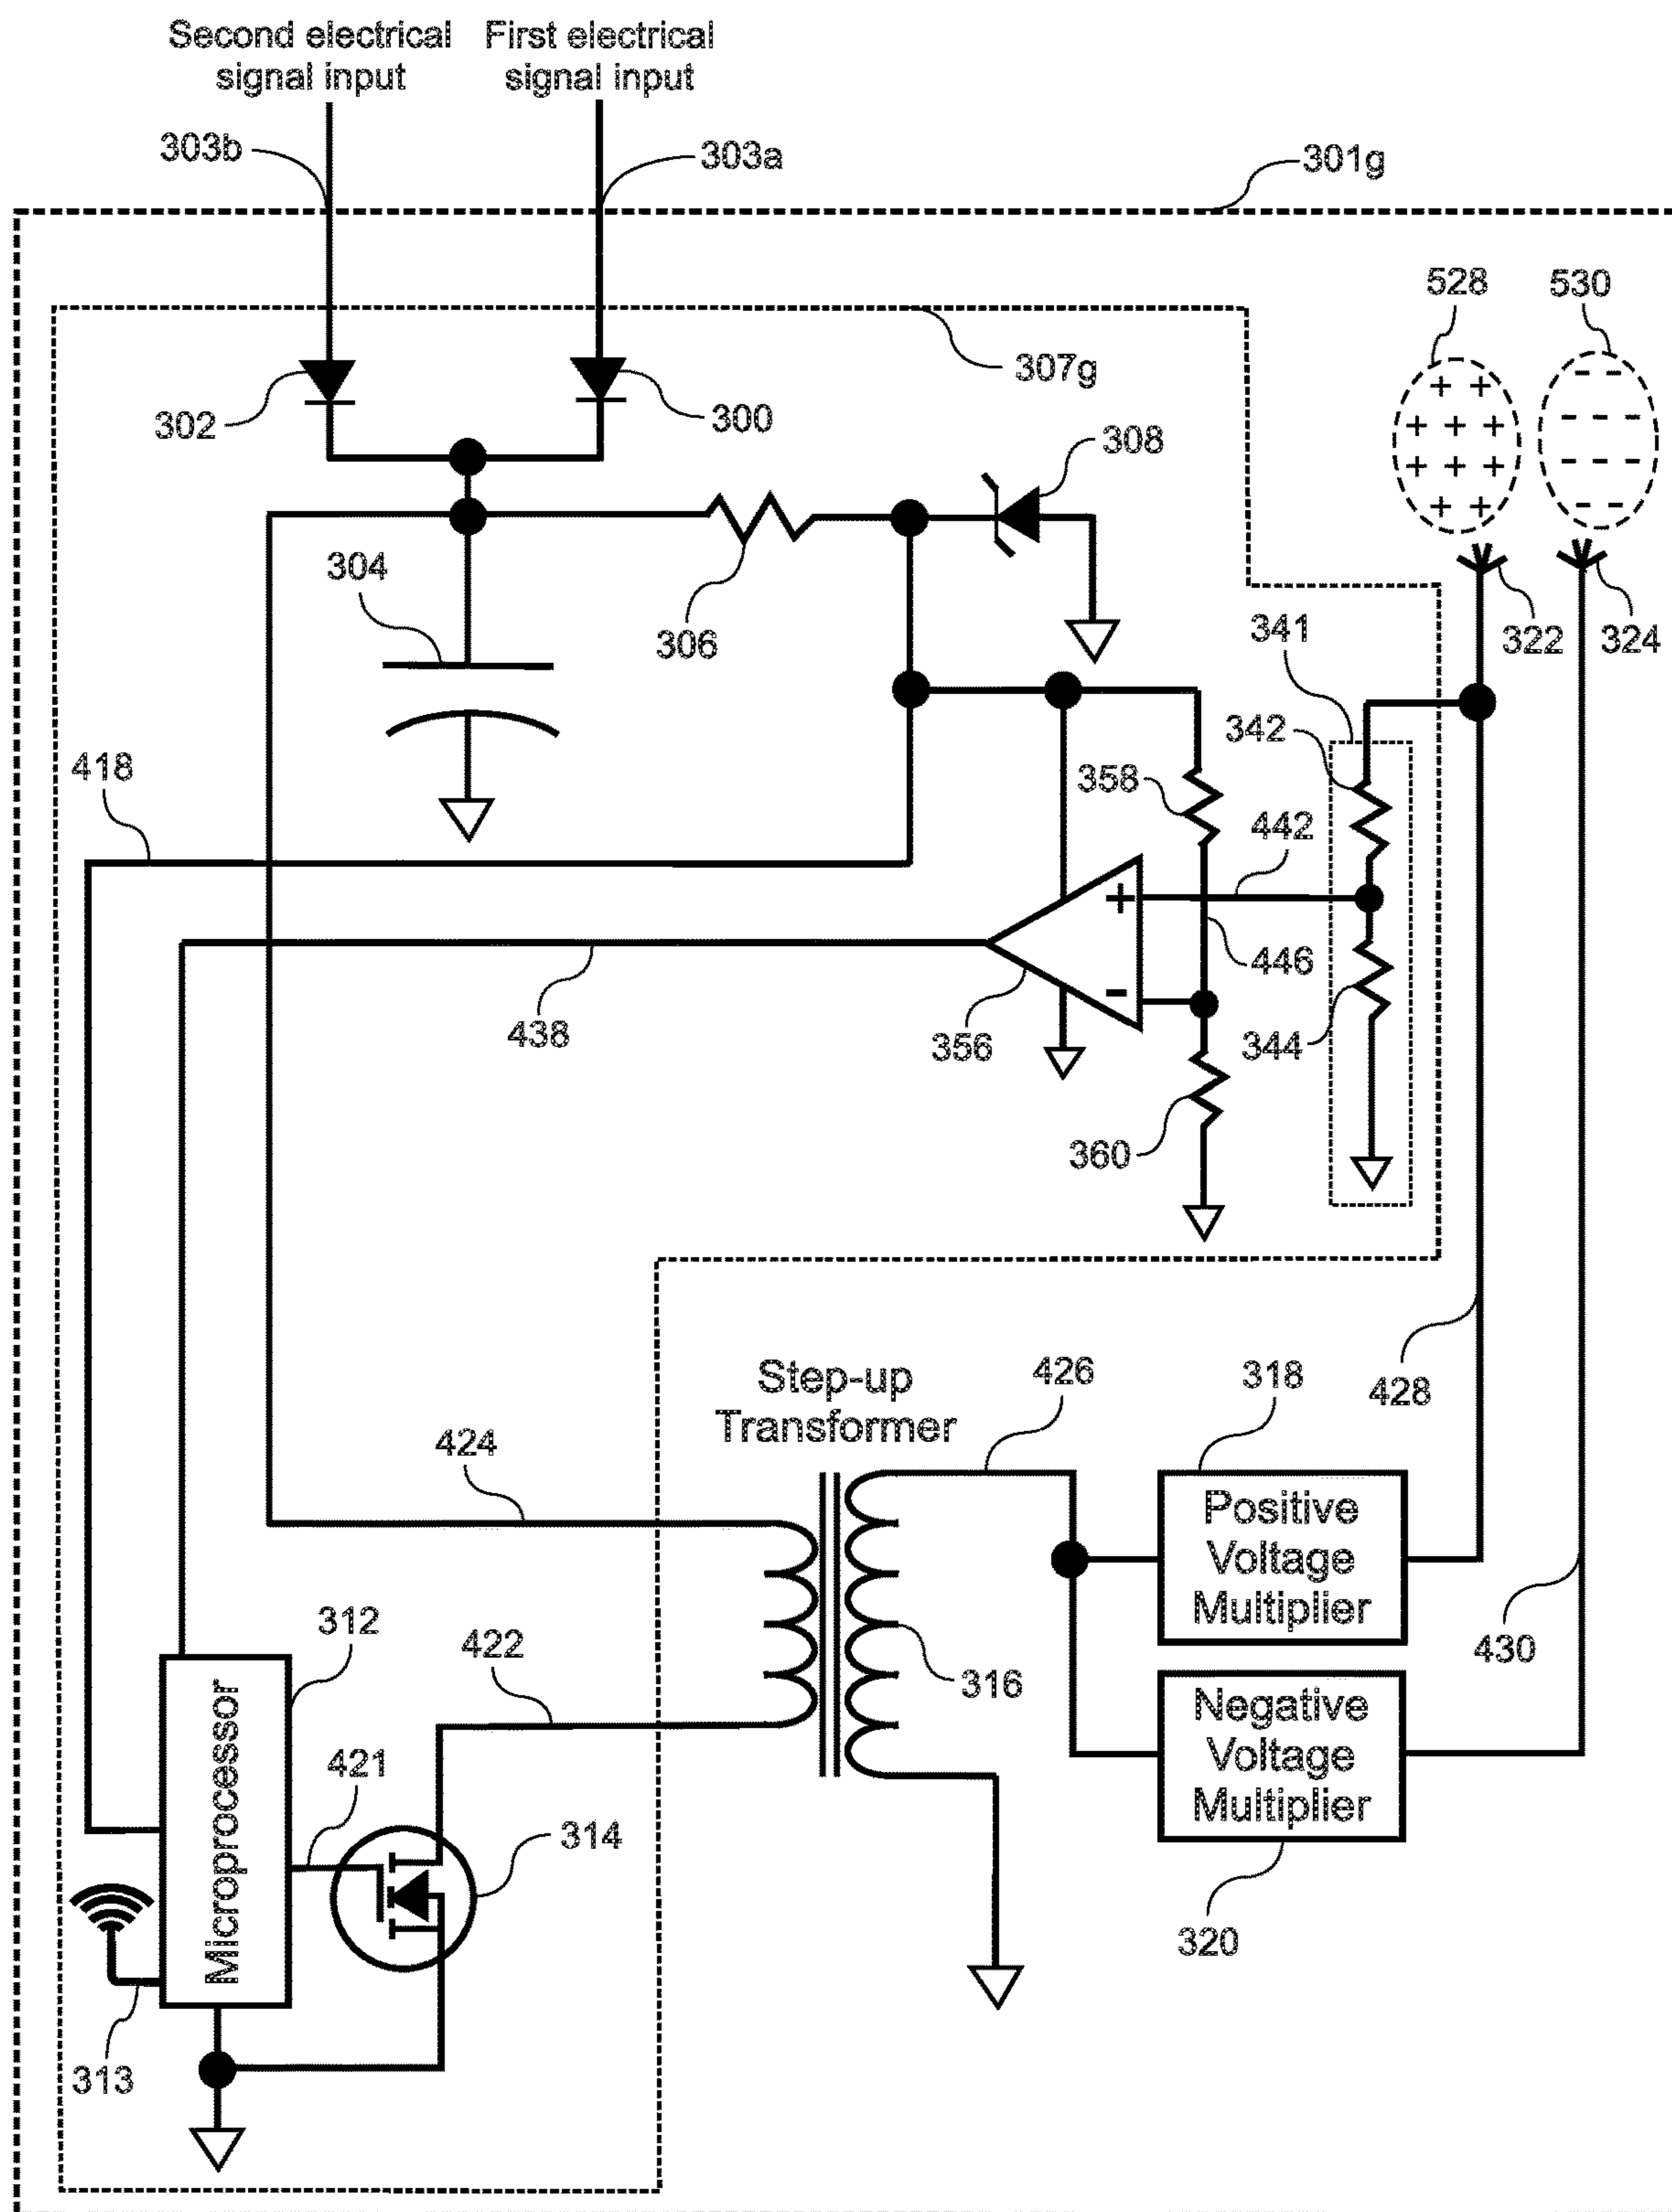 Second electrical
signal input
First electrical
signal input
303b
303a
301g
528
530
307g
302
300
308
304
306
341
322
324
342
418
358
442
446
438
356
344
360
Step-up
Transformer
426
318
428
424
Positive
Voltage
Multiplier
312
422
316
430
Negative
Voltage
Multiplier
Microprocessor
421
314
320
313